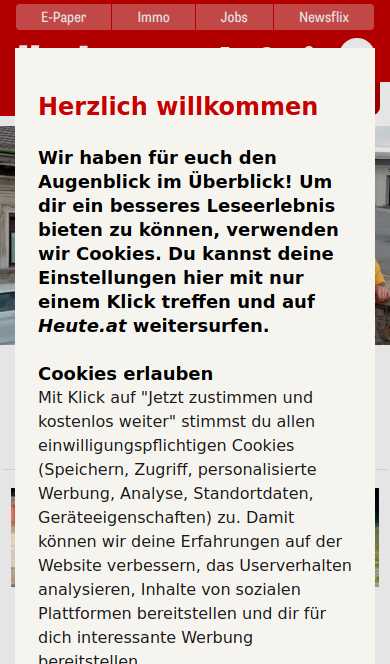 E-Paper Immo Jobs Newsflix
Herzlich willkommen
Wir haben für euch den
Augenblick im Überblick! Um
dir ein besseres Leseerlebnis
bieten zu können, verwenden
wir Cookies. Du kannst deine
Einstellungen hier mit nur
einem Klick treffen und auf
Heute.at weitersurfen.
Cookies erlauben
Mit Klick auf "Jetzt zustimmen und
kostenlos weiter" stimmst du allen
einwilligungspflichtigen Cookies
(Speichern, Zugriff, personalisierte
Werbung, Analyse, Standortdaten,
Geräteeigenschaften) zu. Damit
können wir deine Erfahrungen auf der
Website verbessern, das Userverhalten
analysieren, Inhalte von sozialen
Plattformen bereitstellen und dir für
dich interessante Werbung
bereitstellen